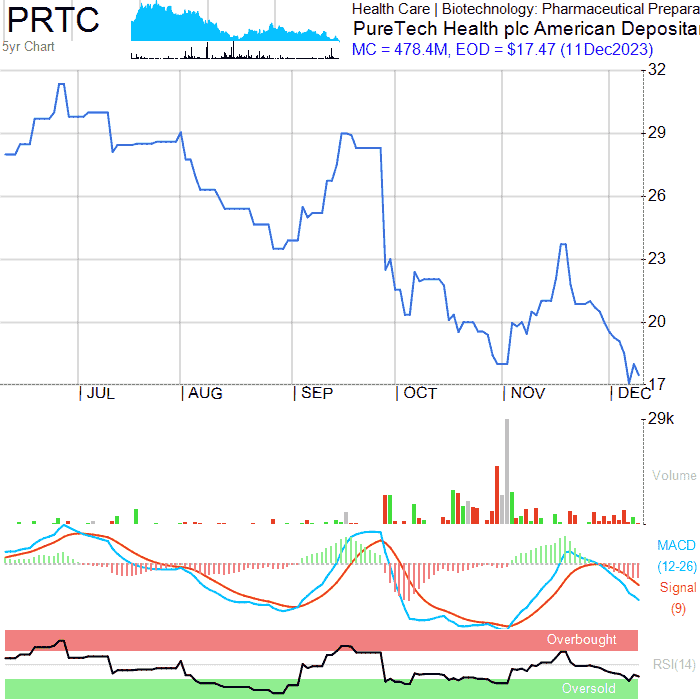 PRTC
Health Care | Biotechnology: Pharmaceutical Prepara
PureTech Health plc American Depositar
5yr Chart
MC = 478.4M, EOD = $17.47 (11Dec2023)
32
29
26
23
20
17
| JUL | AUG | SEP | OCT | NOV | DEC
29k
Volume
MACD
(12-26)
Signal
(9)
Overbought
RSI(14)
Oversold